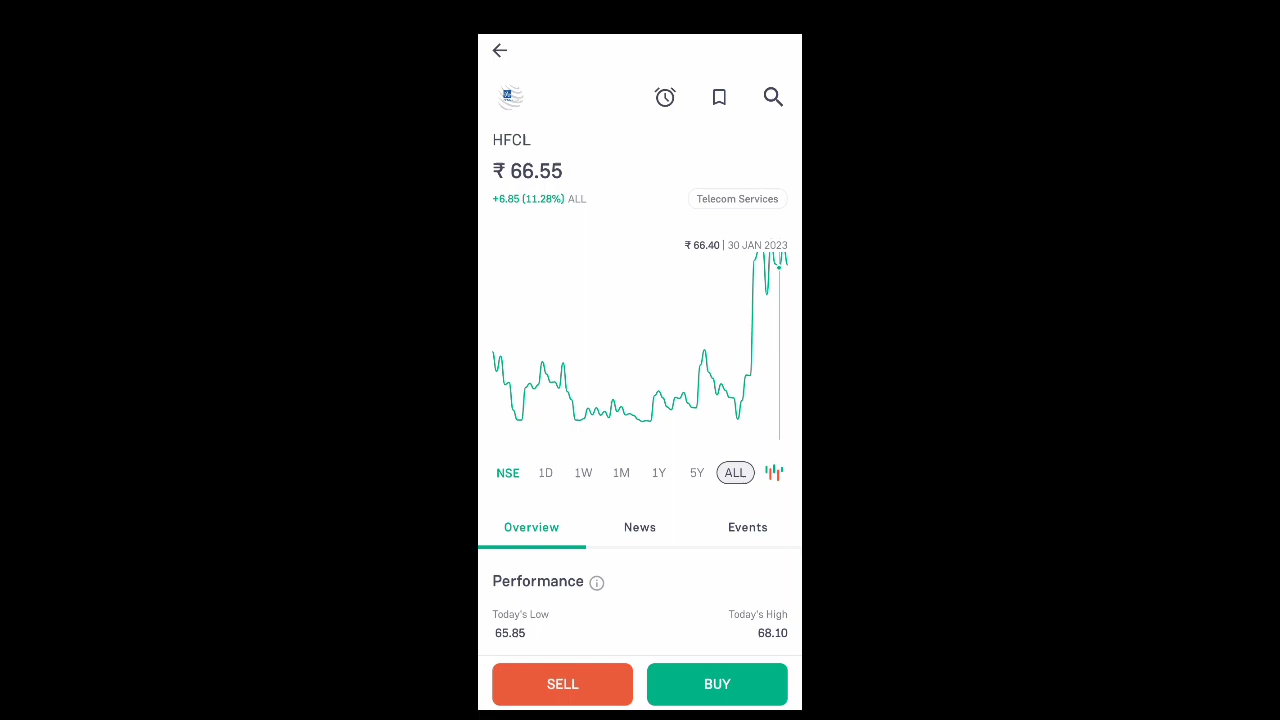 HFCL
₹ 66.55
+6.85 (11.28%) ALL
Telecom Services
₹ 66.40 | 30 JAN 2023
NSE 1D 1W 1M 1Y 5Y ALL
Overview News Events
Performance
Today's Low Today's High
65.85 68.10
SELL BUY